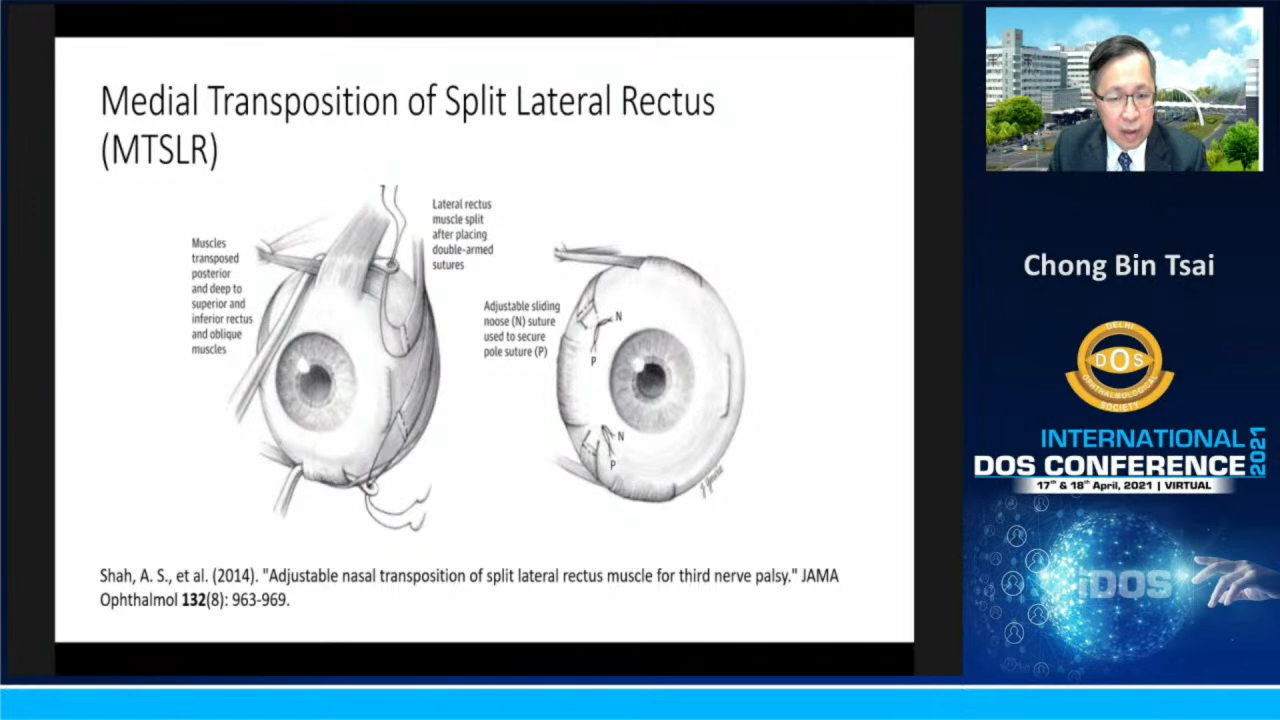 Medial Transposition of Split Lateral Rectus
(MTSLR)
Muscles
transposed
posterior
and deep to
superior and
inferior rectus
and oblique
muscles
Lateral rectus
muscle split
after placing
double-armed
sutures
Adjustable sliding
noose (N) suture
used to secure
pole suture (P)
N
P
N
P
Shah, A. S., et al. (2014). "Adjustable nasal transposition of split lateral rectus muscle for third nerve palsy." JAMA
Ophthalmol 132(8): 963-969.
Chong Bin Tsai
DELHI
DOS
OPHTHALMOLOGICAL
SOCIETY
INTERNATIONAL
DOS CONFERENCE
2021
17th & 18th April, 2021 | VIRTUAL
iDOS